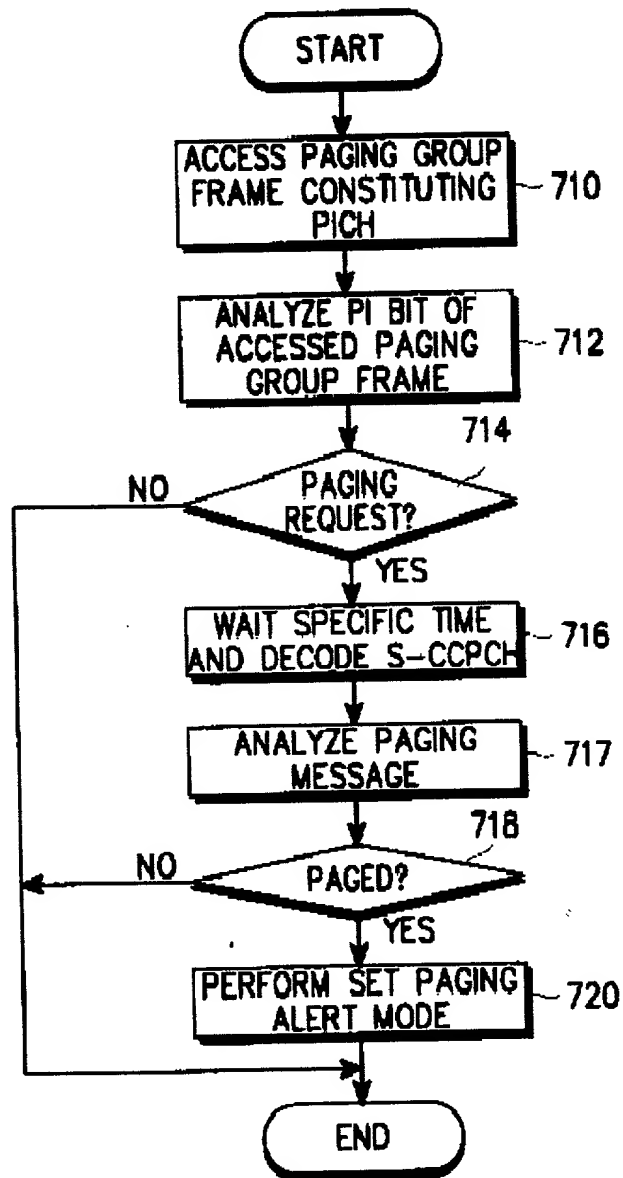 START
ACCESS PAGING GROUP
FRAME CONSTITUTING
PICH
710
ANALYZE PI BIT OF
ACCESSED PAGING
GROUP FRAME
712
714
NO
PAGING
REQUEST?
YES
WAIT SPECIFIC TIME
AND DECODE S-CCPCH
716
ANALYZE PAGING
MESSAGE
717
718
NO
PAGED?
YES
PERFORM SET PAGING
ALERT MODE
720
END